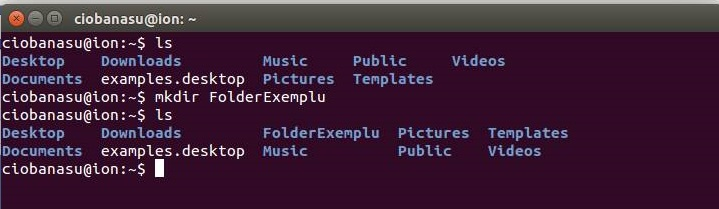 ciobanasu@ion: ~
ciobanasu@ion:~$ ls
Desktop    Downloads         Music     Public     Videos
Documents  examples.desktop  Pictures  Templates
ciobanasu@ion:~$ mkdir FolderExemplu
ciobanasu@ion:~$ ls
Desktop    Downloads         FolderExemplu  Pictures  Templates
Documents  examples.desktop  Music          Public    Videos
ciobanasu@ion:~$